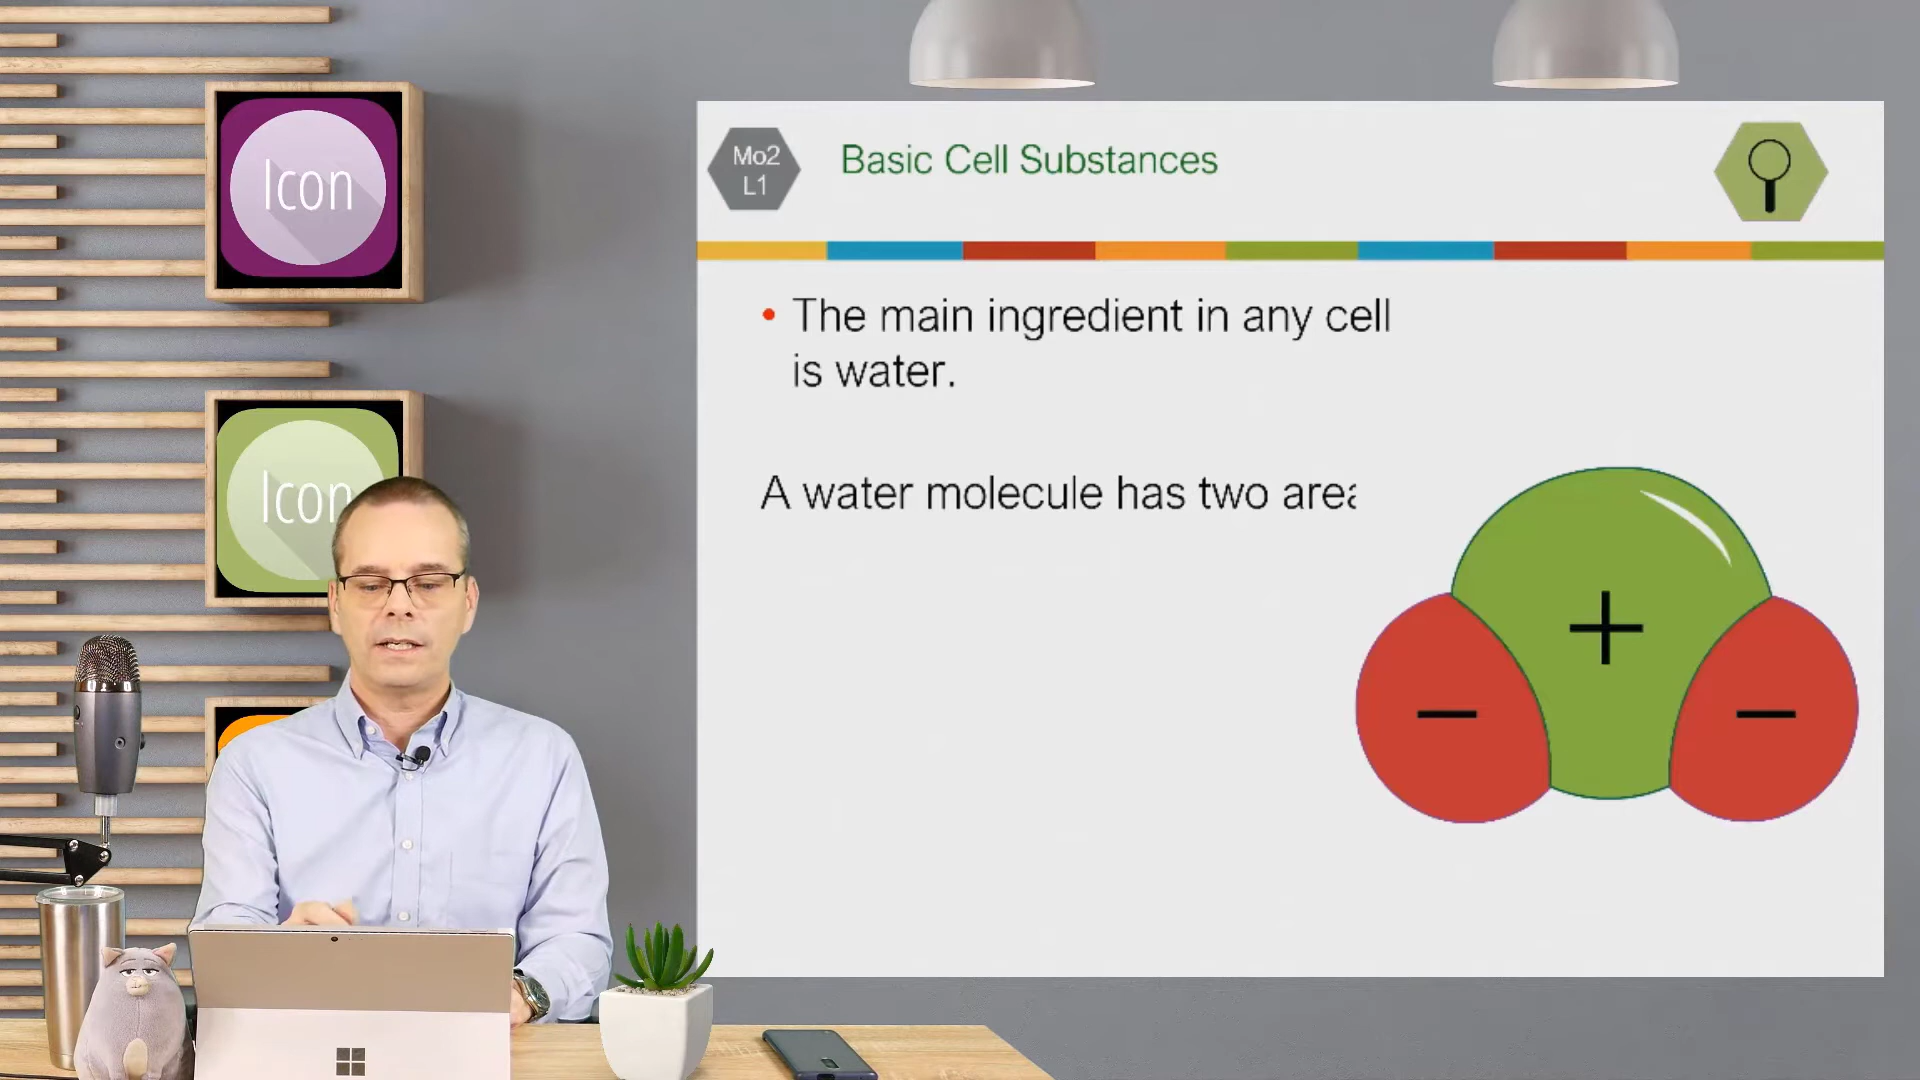 Icon
Icon
Mo2
L1
Basic Cell Substances
• The main ingredient in any cell
is water.
A water molecule has two
+
−
−